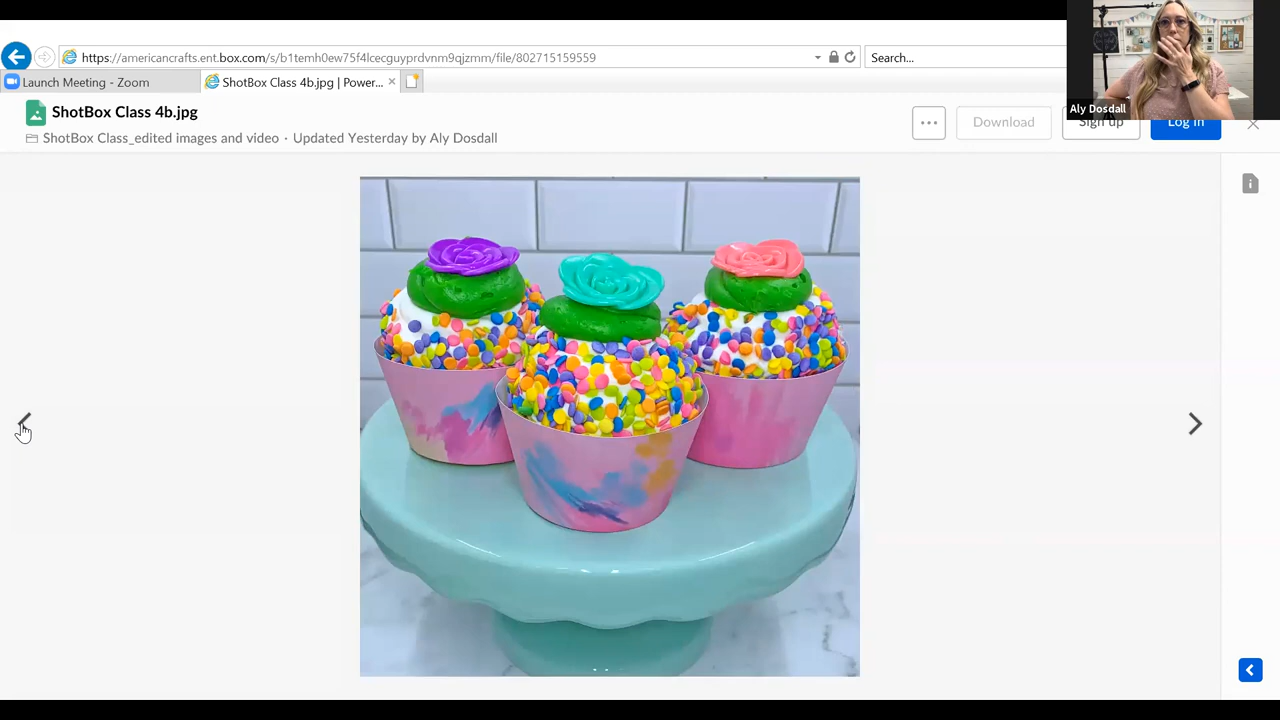 https://americancrafts.ent.box.com/s/b1temh0ew75f4lcecguyprdvnm9qjzmm/file/802715159559
Search...
Launch Meeting - Zoom
ShotBox Class 4b.jpg | Power...
Aly Dosdall
ShotBox Class 4b.jpg
ShotBox Class_edited images and video · Updated Yesterday by Aly Dosdall
Download
Sign up
Log In